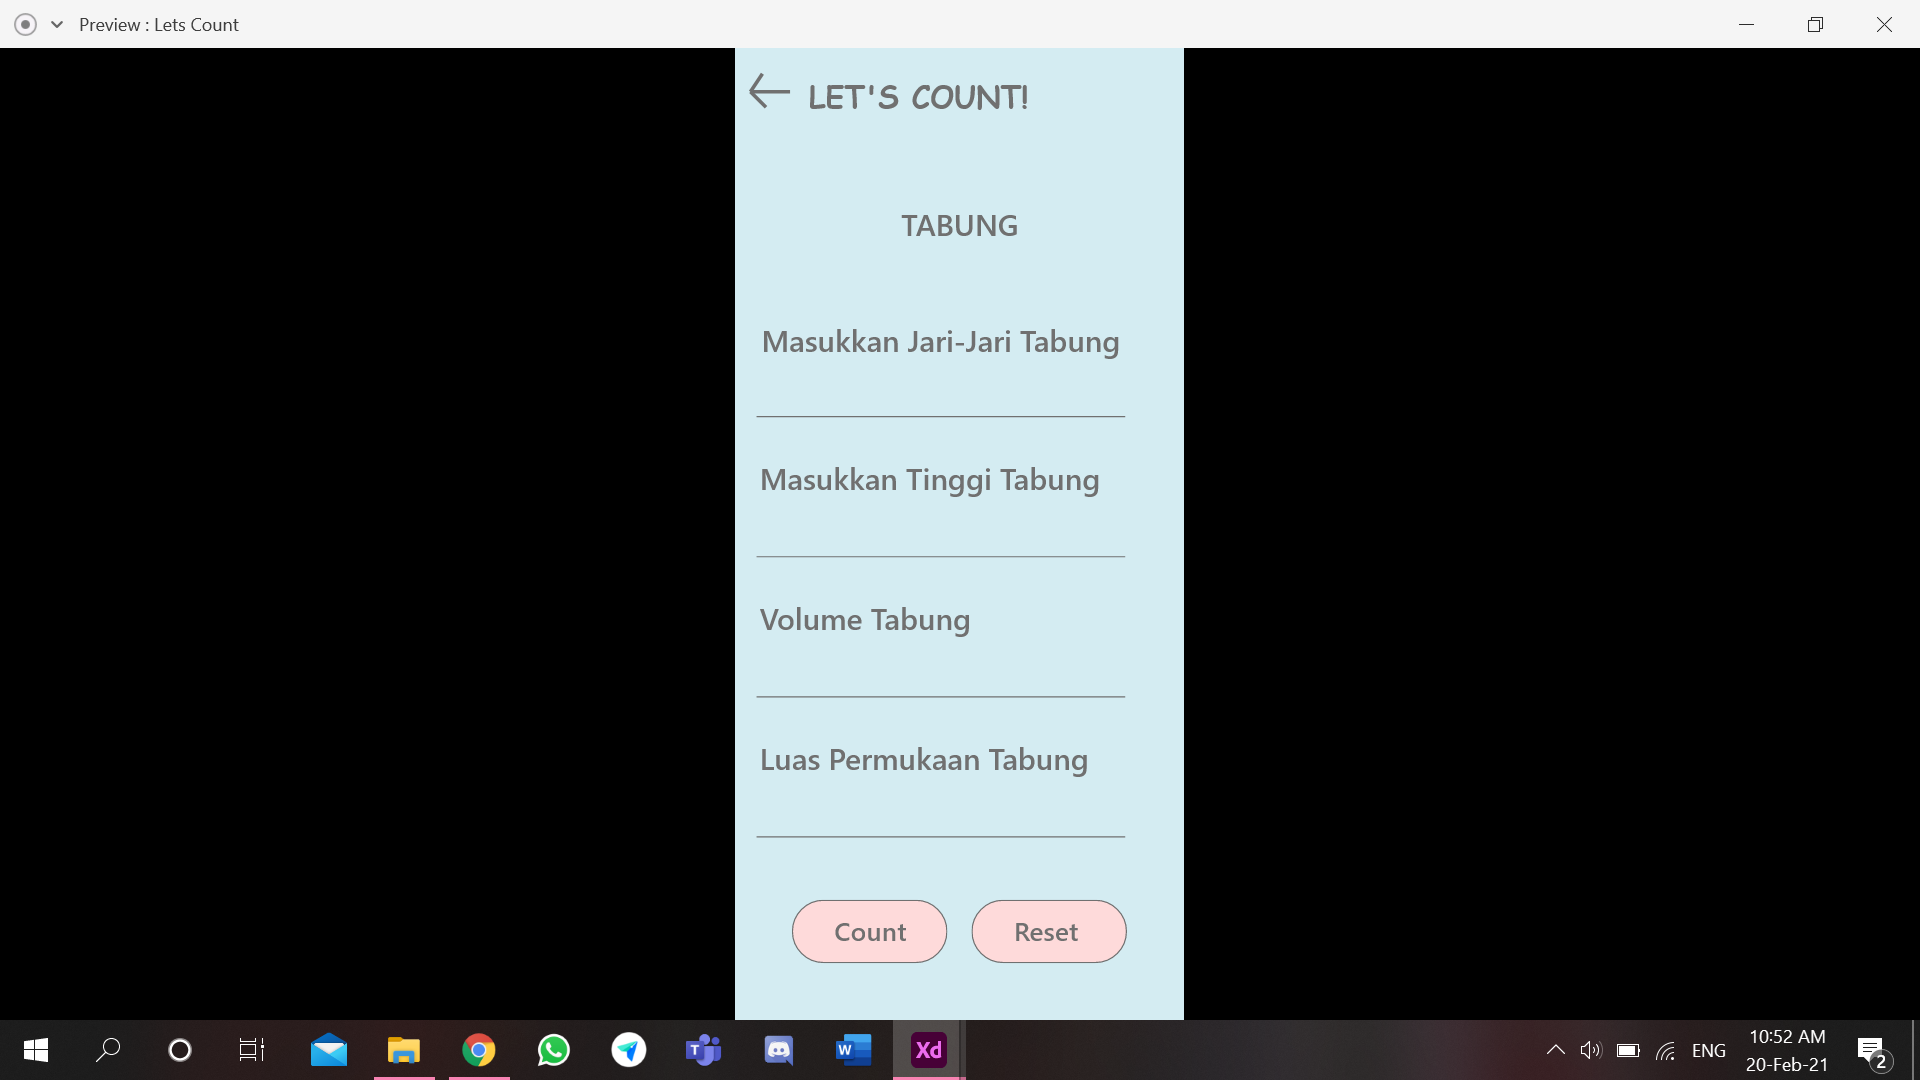 Preview : Lets Count
LET'S COUNT!
TABUNG
Masukkan Jari-Jari Tabung
Masukkan Tinggi Tabung
Volume Tabung
Luas Permukaan Tabung
Count Reset
T
W
Xd
ENG
10:52 AM
20-Feb-21
2